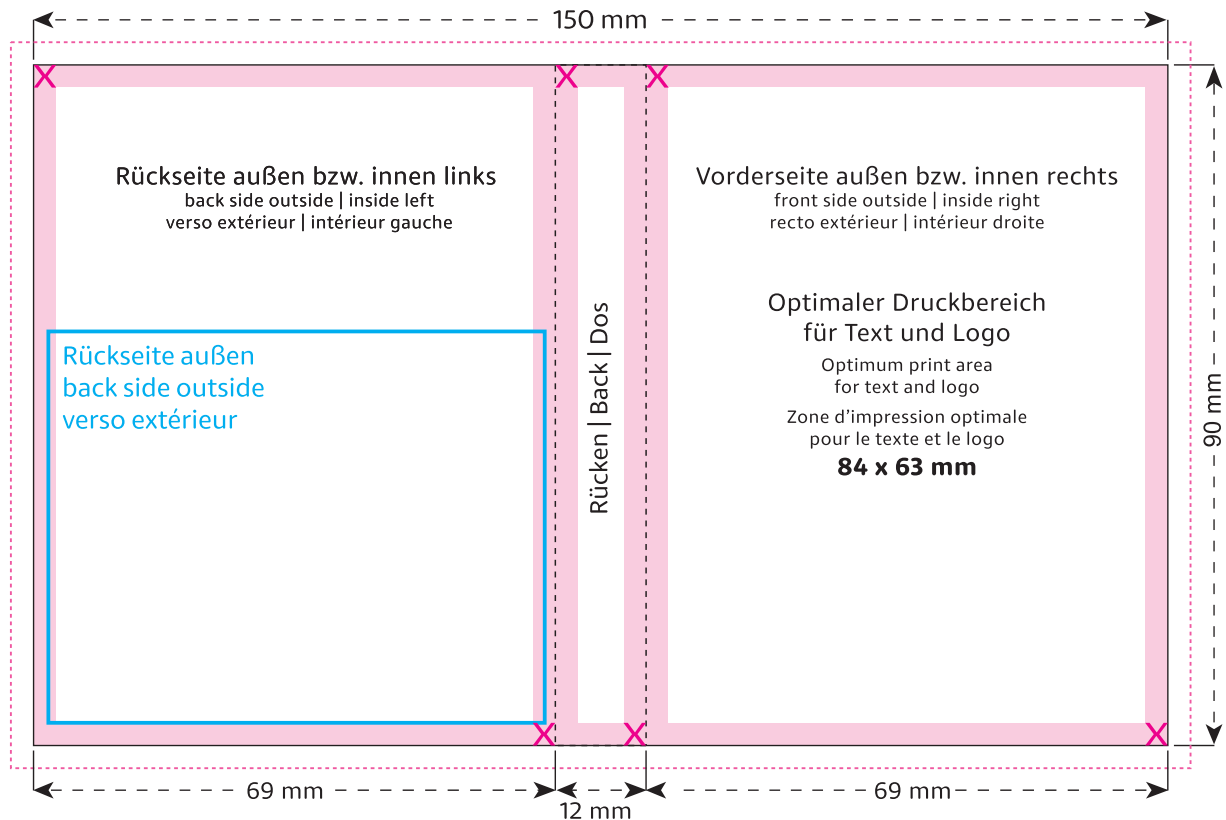 150 mm
Rückseite außen bzw. innen links
back side outside | inside left
verso extérieur | intérieur gauche
Rückseite außen
back side outside
verso extérieur
Rücken | Back | Dos
Vorderseite außen bzw. innen rechts
front side outside | inside right
recto extérieur | intérieur droite
Optimaler Druckbereich
für Text und Logo
Optimum print area
for text and logo
Zone d’impression optimale
pour le texte et le logo
84 x 63 mm
90 mm
69 mm
12 mm
69 mm